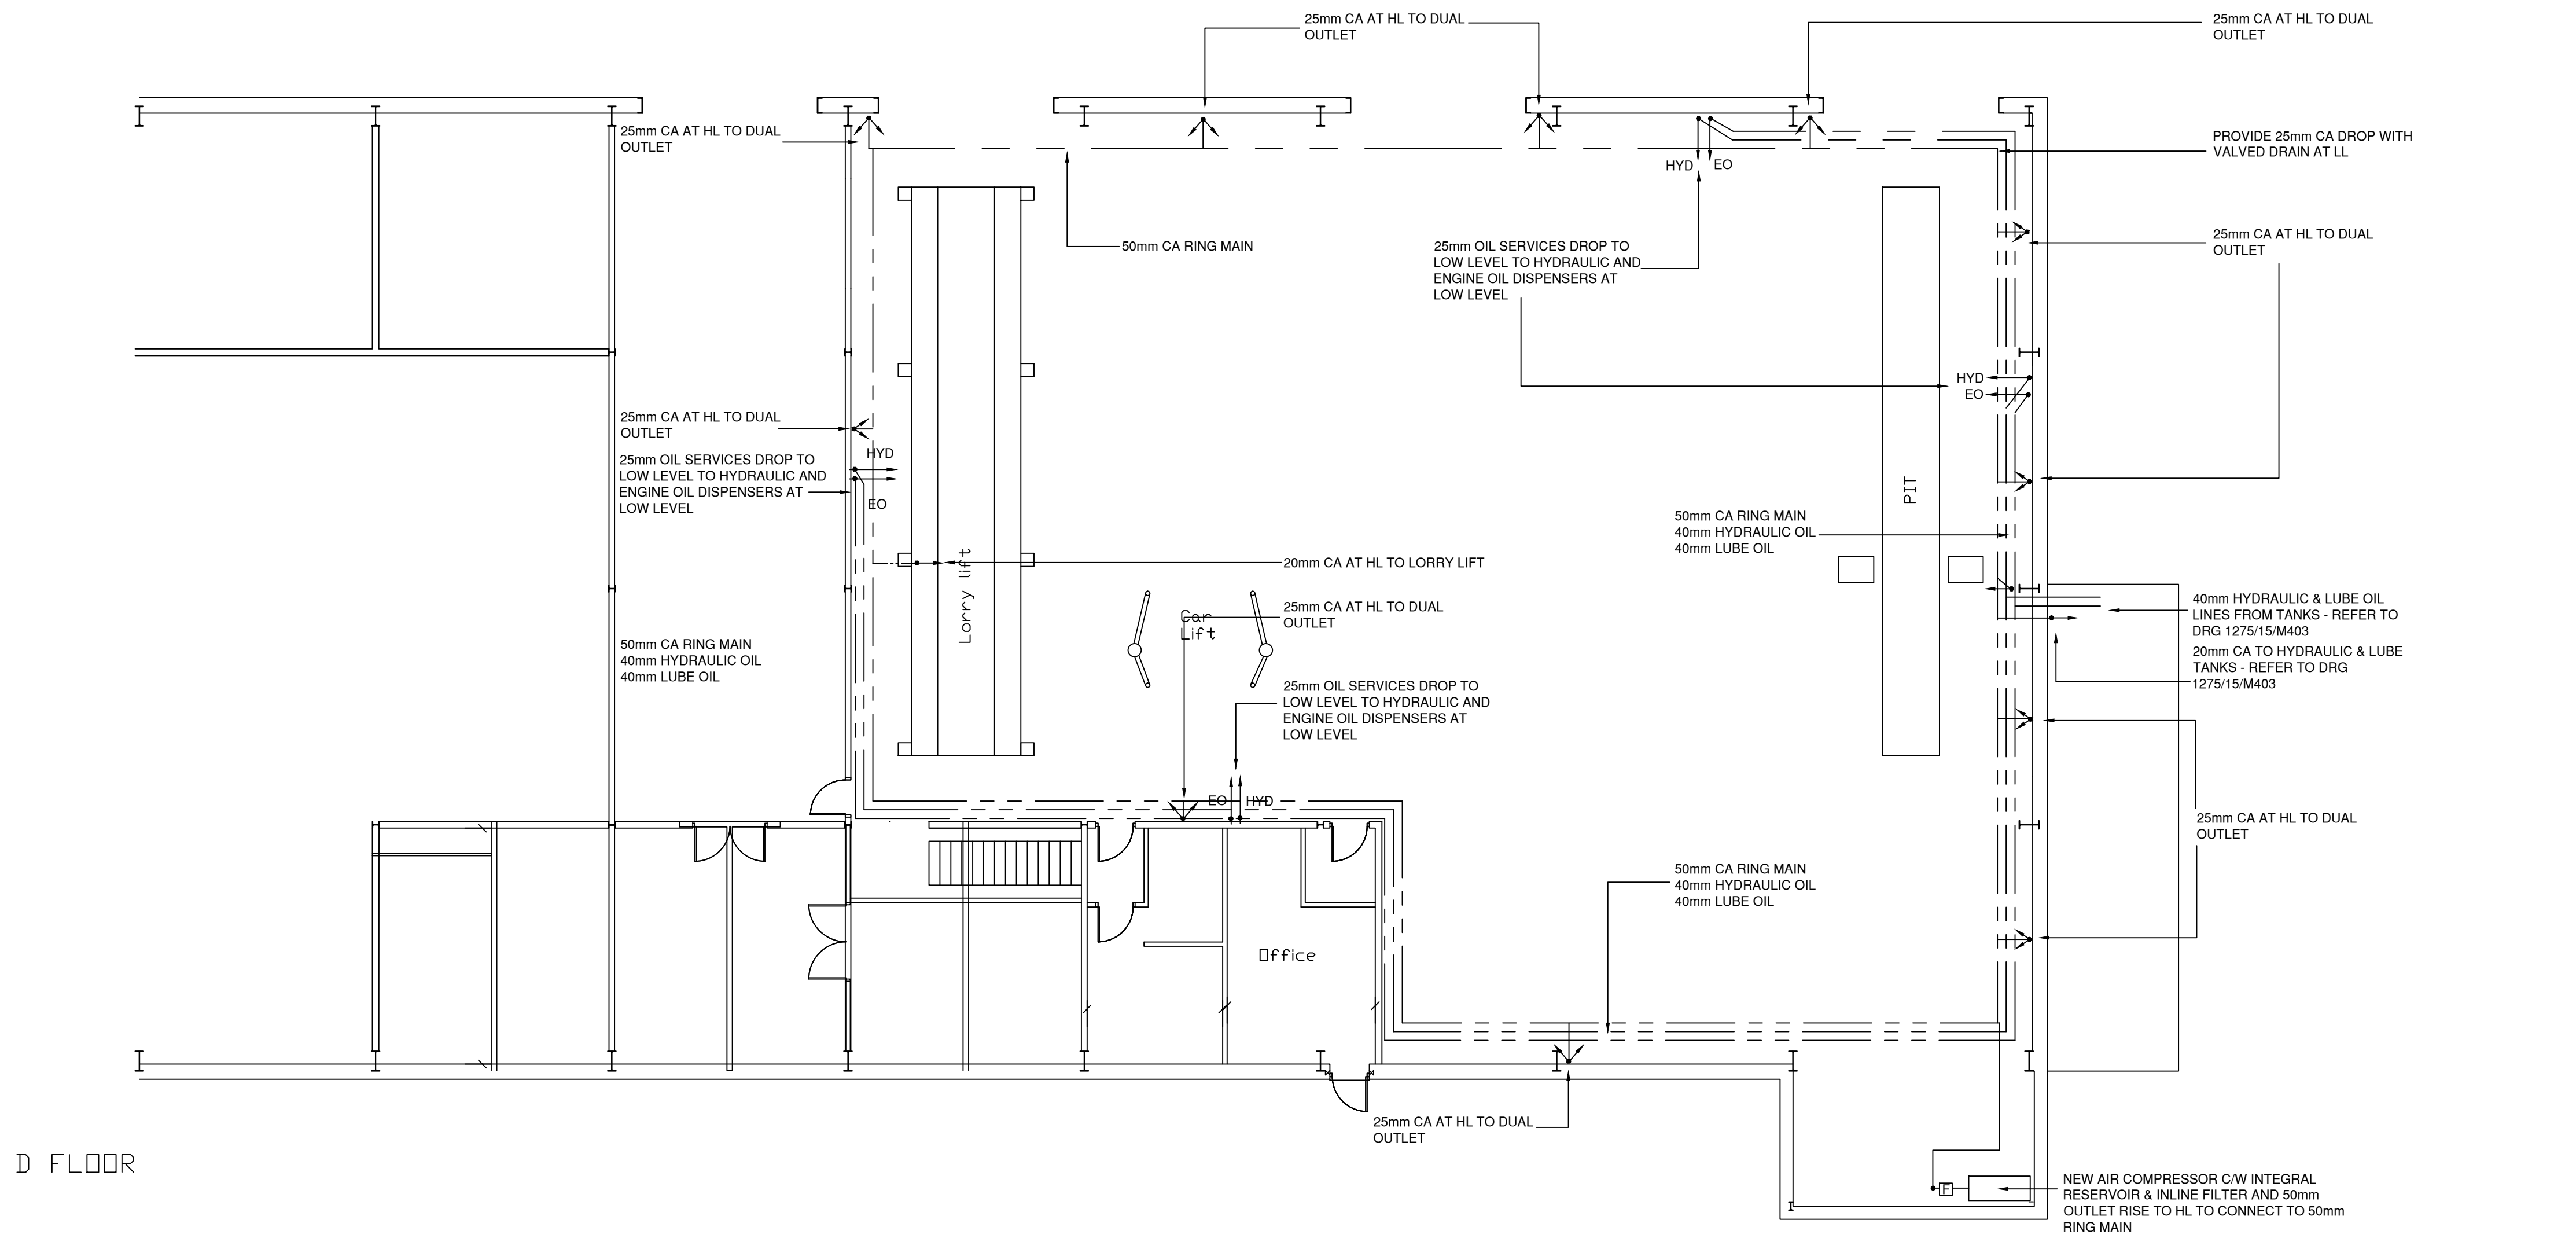 25mm CA AT HL TO DUAL
OUTLET
25mm CA AT HL TO DUAL
OUTLET
25mm CA AT HL TO DUAL
OUTLET
PROVIDE 25mm CA DROP WITH
VALVED DRAIN AT LL
HYD
EO
50mm CA RING MAIN
25mm OIL SERVICES DROP TO
LOW LEVEL TO HYDRAULIC AND
ENGINE OIL DISPENSERS AT
LOW LEVEL
25mm CA AT HL TO DUAL
OUTLET
HYD
EO
25mm CA AT HL TO DUAL
OUTLET
HYD
25mm OIL SERVICES DROP TO
LOW LEVEL TO HYDRAULIC AND
ENGINE OIL DISPENSERS AT
LOW LEVEL
EO
PIT
50mm CA RING MAIN
40mm HYDRAULIC OIL
40mm LUBE OIL
Lorry lift
20mm CA AT HL TO LORRY LIFT
25mm CA AT HL TO DUAL
OUTLET
Car
Lift
40mm HYDRAULIC & LUBE OIL
LINES FROM TANKS - REFER TO
DRG 1275/15/M403
20mm CA TO HYDRAULIC & LUBE
TANKS - REFER TO DRG
1275/15/M403
50mm CA RING MAIN
40mm HYDRAULIC OIL
40mm LUBE OIL
25mm OIL SERVICES DROP TO
LOW LEVEL TO HYDRAULIC AND
ENGINE OIL DISPENSERS AT
LOW LEVEL
EO
HYD
25mm CA AT HL TO DUAL
OUTLET
50mm CA RING MAIN
40mm HYDRAULIC OIL
40mm LUBE OIL
Office
25mm CA AT HL TO DUAL
OUTLET
D FLOOR
F
NEW AIR COMPRESSOR C/W INTEGRAL
RESERVOIR & INLINE FILTER AND 50mm
OUTLET RISE TO HL TO CONNECT TO 50mm
RING MAIN